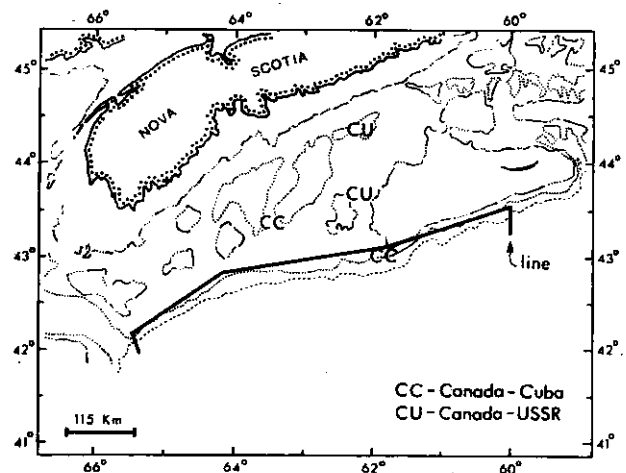 66° 64° 62° 60°
45° 45°
SCOTIA
NOVA
44° 44°
CU
CU
CC
43° 43°
CC
line
42° 42°
CC-Canada-Cuba
CU-Canada-USSR
115 Km
41° 41°
66° 64° 62° 60°